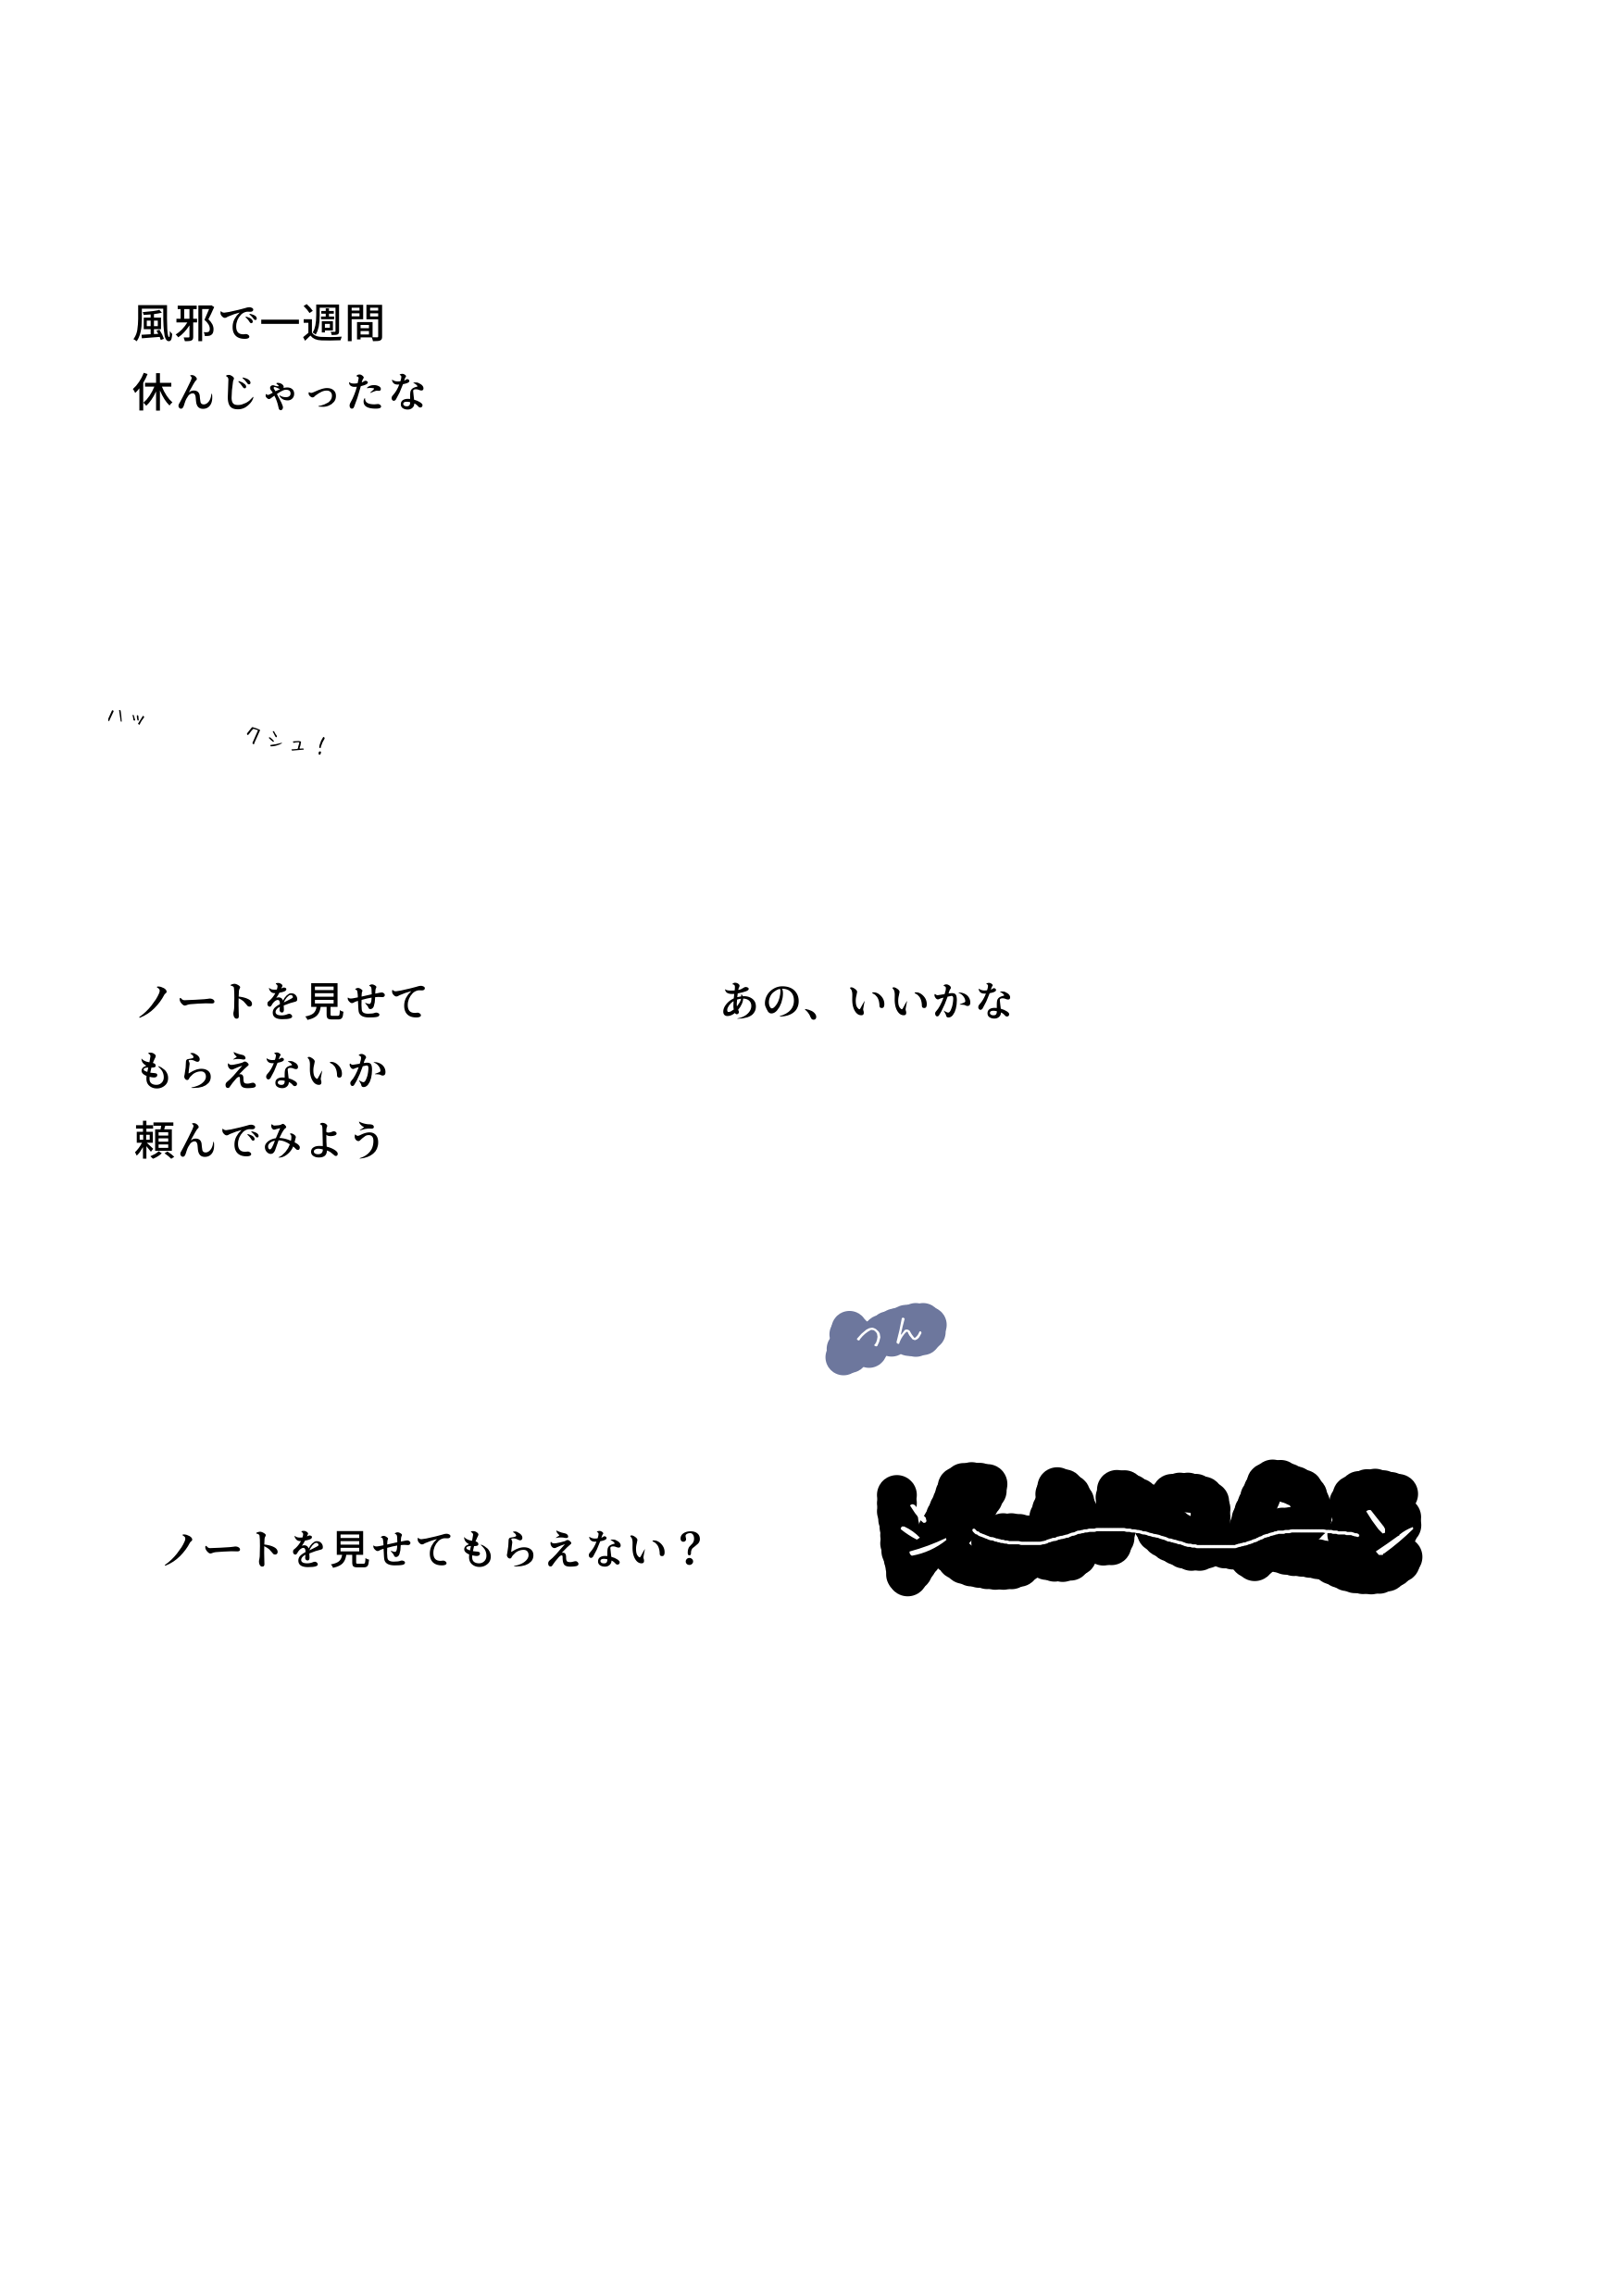 風邪で一週間
休んじゃったな
ハッ
クシュ!
ノートを見せて
もらえないか
頼んでみよう
あの、いいかな
つん
ノートを見せてもらえない?